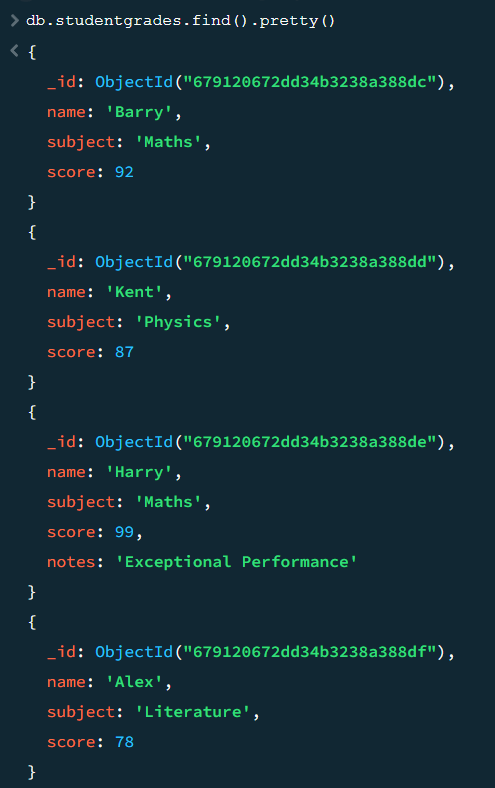 db.studentgrades.find().pretty()
{
_id: ObjectId("679120672dd34b3238a388dc"),
name: 'Barry',
subject: 'Maths',
score: 92
}
{
_id: ObjectId("679120672dd34b3238a388dd"),
name: 'Kent',
subject: 'Physics',
score: 87
}
{
_id: ObjectId("679120672dd34b3238a388de"),
name: 'Harry',
subject: 'Maths',
score: 99,
notes: 'Exceptional Performance'
}
{
_id: ObjectId("679120672dd34b3238a388df"),
name: 'Alex',
subject: 'Literature',
score: 78
}